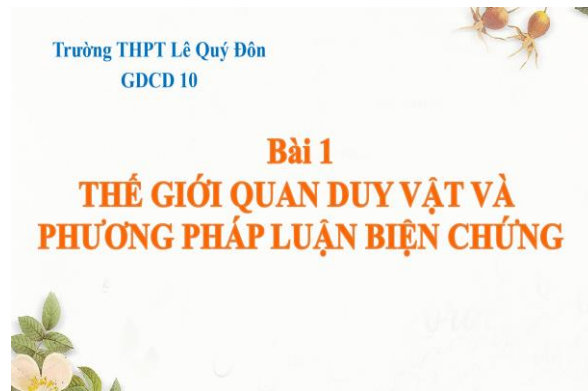 Trường THPT Lê Quý Đôn
GDCD 10
Bài 1
THẾ GIỚI QUAN DUY VẬT VÀ
PHƯƠNG PHÁP LUẬN BIỆN CHỨNG